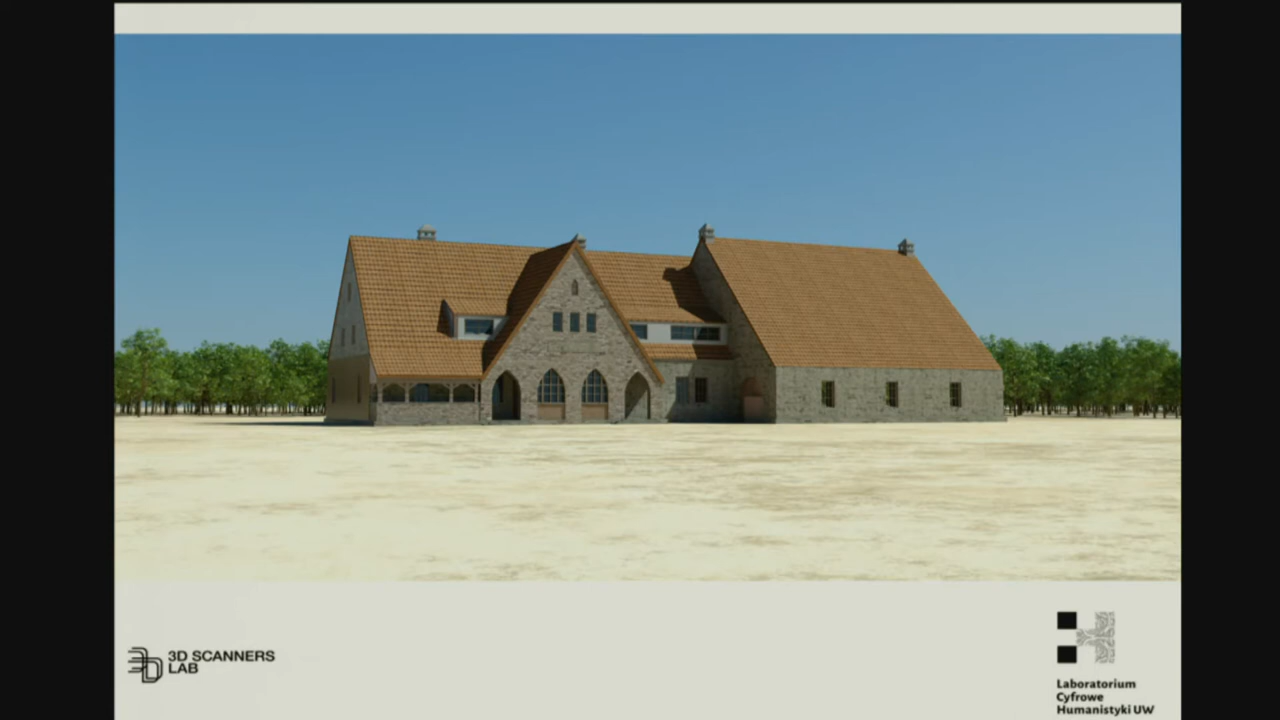 3D SCANNERS
LAB
Laboratorium
Cyfrowe
Humanistyki UW